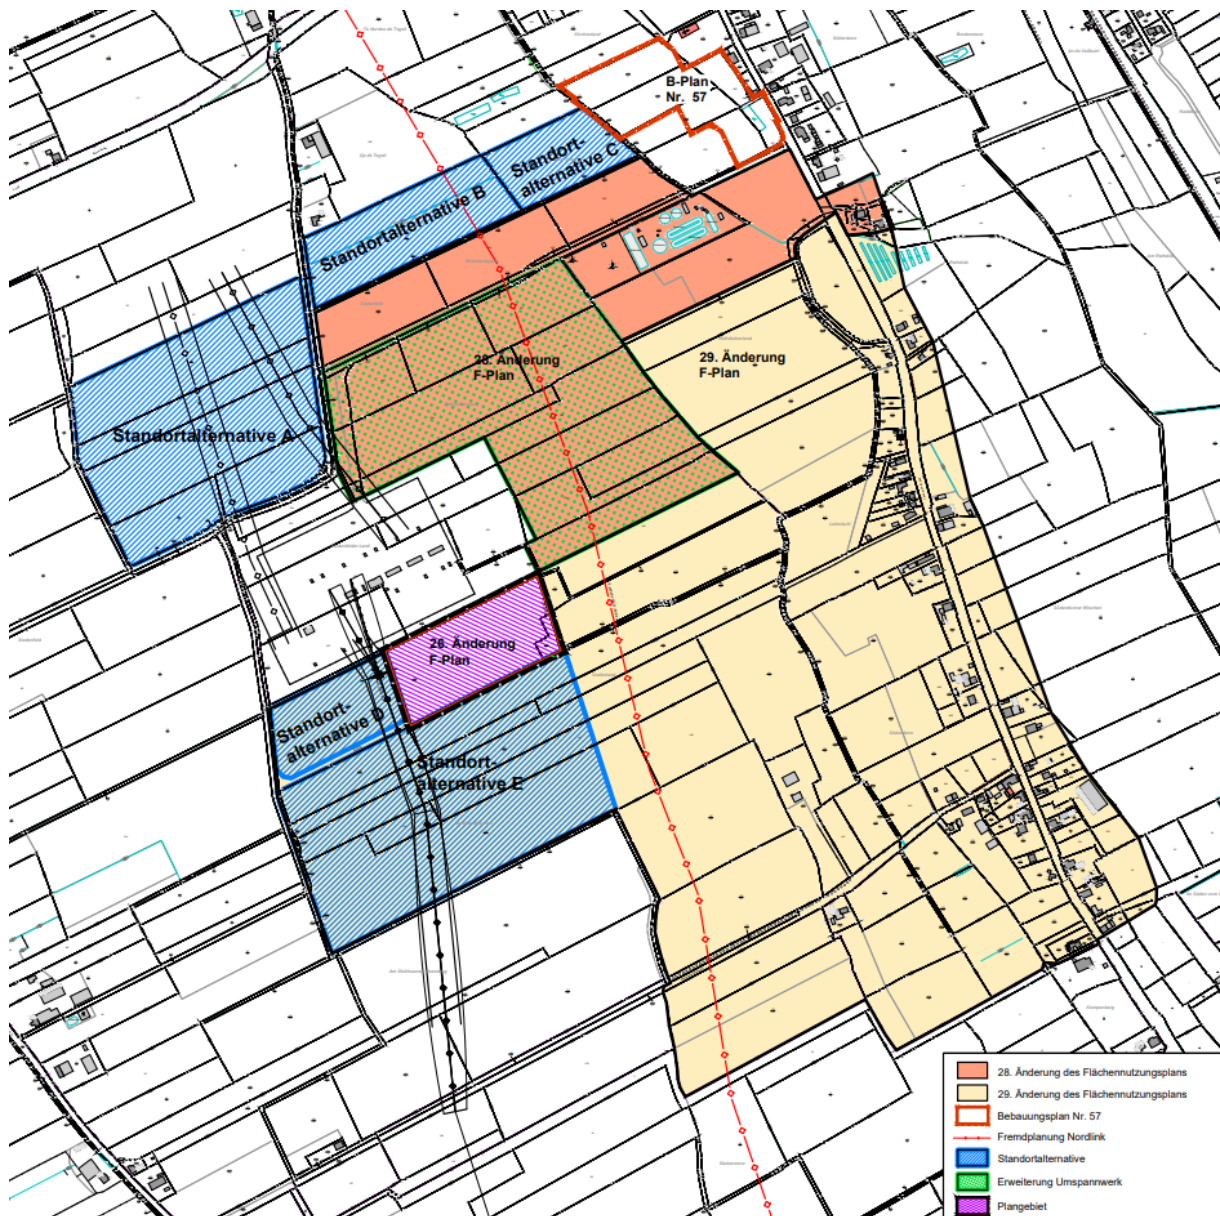 B-Plan
Nr. 57
Standort-
alternative C
Standortalternative B
Standortalternative A
28. Änderung
F-Plan
29. Änderung
F-Plan
26. Änderung
F-Plan
Standort-
alternative D
Standort-
alternative E
28. Änderung des Flächennutzungsplans
29. Änderung des Flächennutzungsplans
Bebauungsplan Nr. 57
Fremdplanung Nordlink
Standortalternative
Erweiterung Umspannwerk
Plangebiet